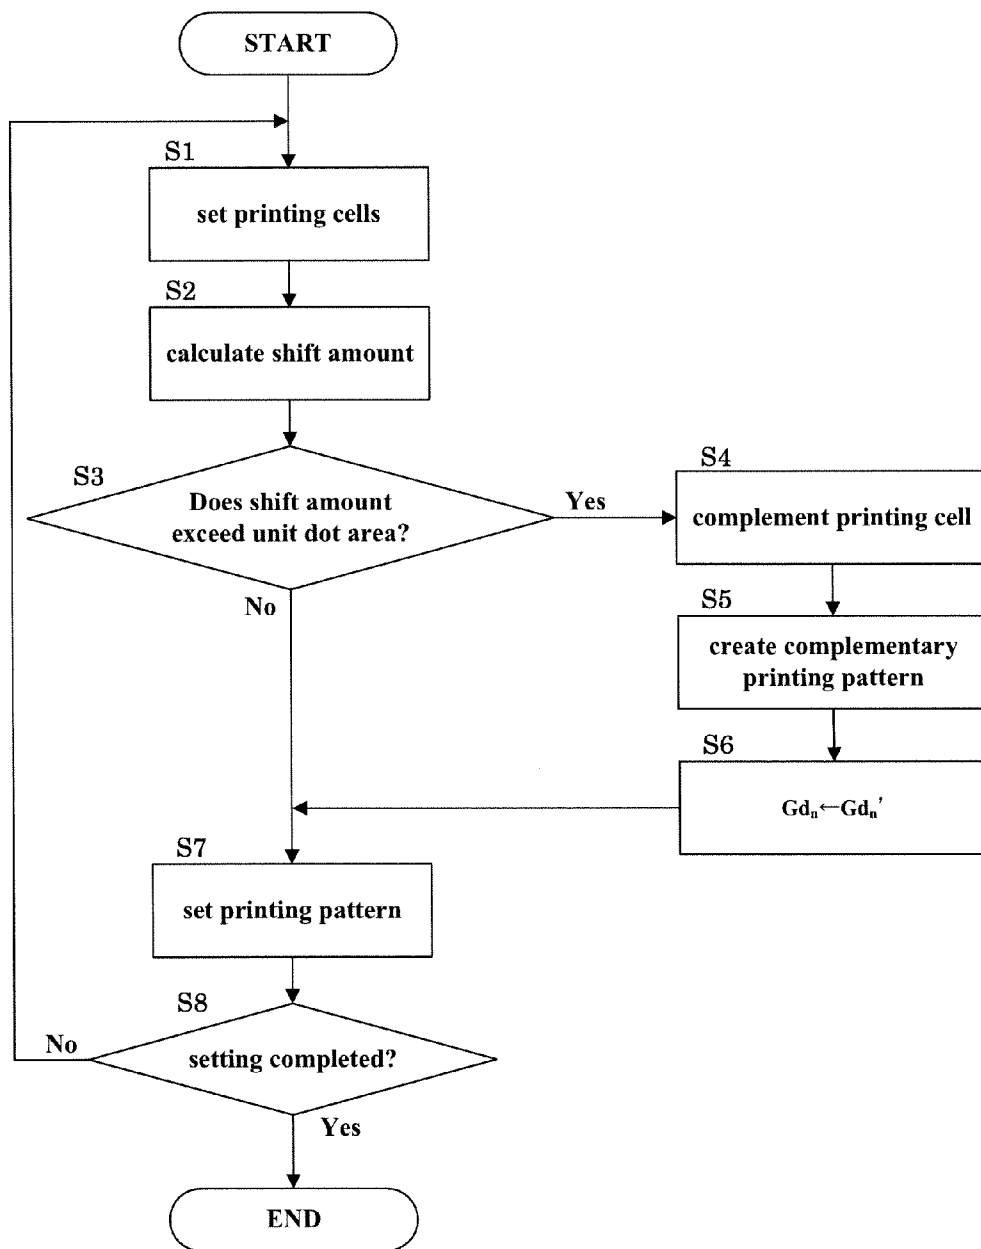 START
S1
set printing cells
S2
calculate shift amount
S3
Does shift amount
exceed unit dot area?
Yes
No
S4
complement printing cell
S5
create complementary
printing pattern
S6
Gdₙ←Gdₙ'
S7
set printing pattern
S8
setting completed?
No
Yes
END